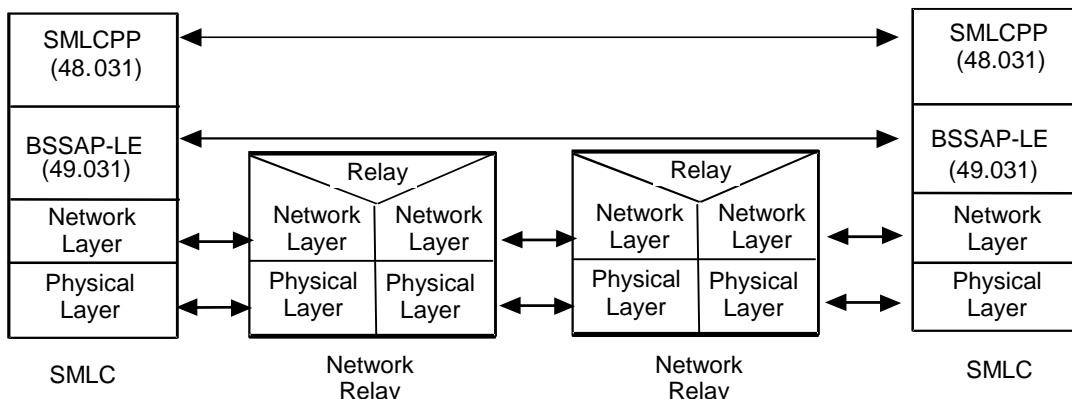 SMLCPP
(48.031)
BSSAP-LE
(49.031)
Network
Layer
Physical
Layer
SMLC
Relay
Network
Layer
Network
Layer
Physical
Layer
Physical
Layer
Network
Relay
Relay
Network
Layer
Network
Layer
Physical
Layer
Physical
Layer
Network
Relay
SMLCPP
(48.031)
BSSAP-LE
(49.031)
Network
Layer
Physical
Layer
SMLC